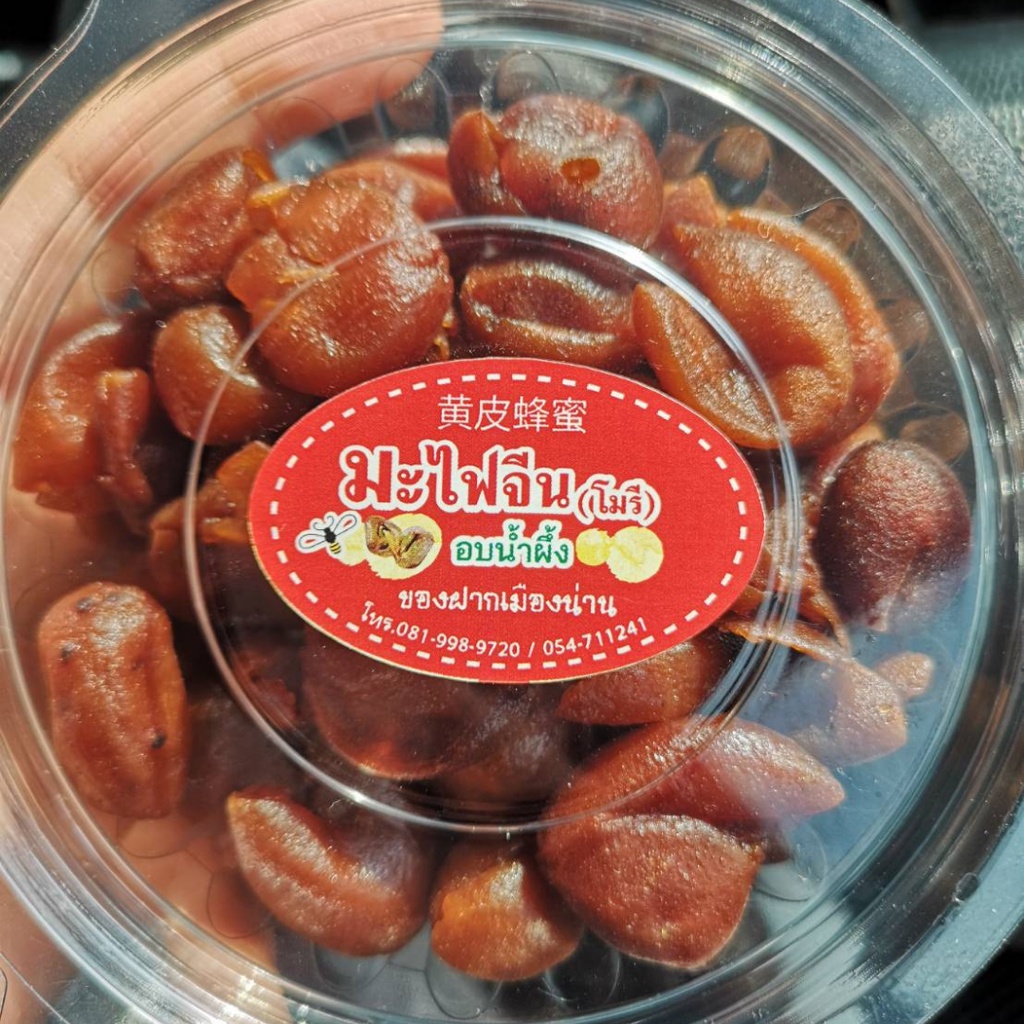 黄皮蜂蜜
มะไฟจีน (โมรี)
อบน้ำผึ้ง
ของฝากเมืองน่าน
โทร.081-998-9720 / 054-711241